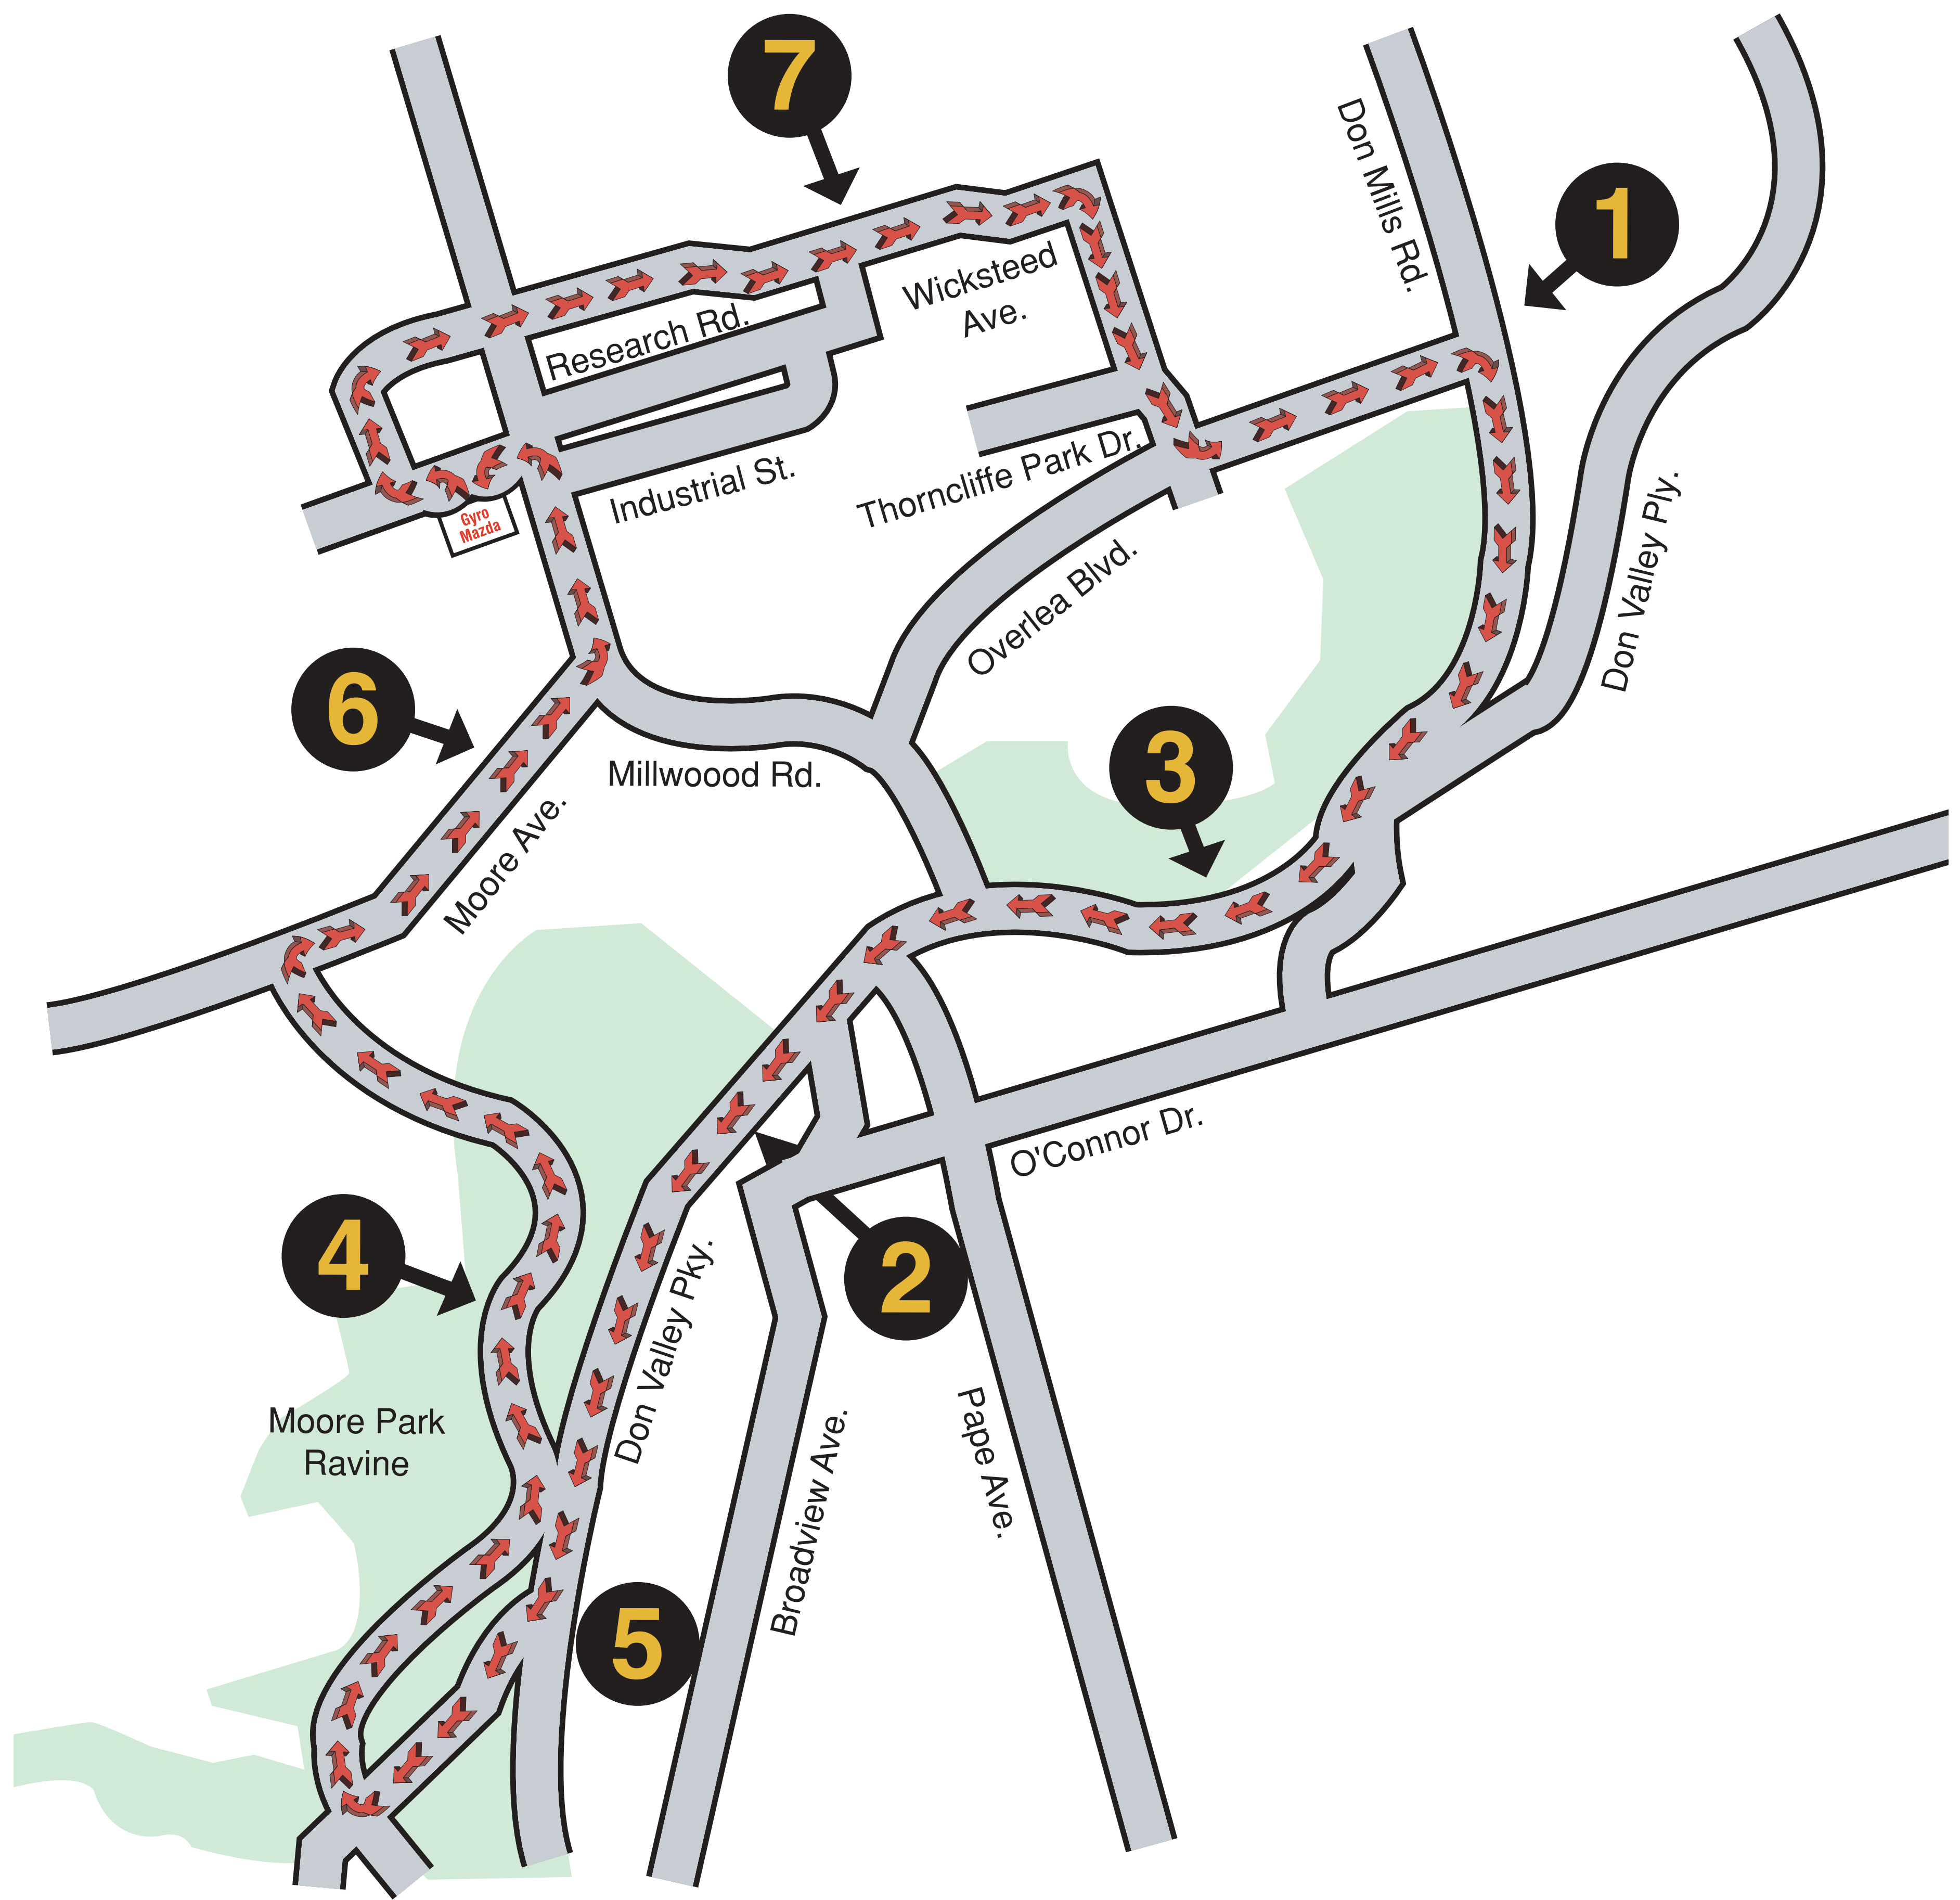 7
1
Don Mills Rd.
Wicksteed
Ave.
Research Rd.
Thorncliffe Park Dr.
Industrial St.
Gyro
Mazda
Don Valley Ply.
Overlea Blvd.
6
3
Millwoood Rd.
Moore Ave.
O'Connor Dr.
4
2
Don Valley Pky.
Moore Park
Ravine
Broadview Ave.
Pape Ave.
5